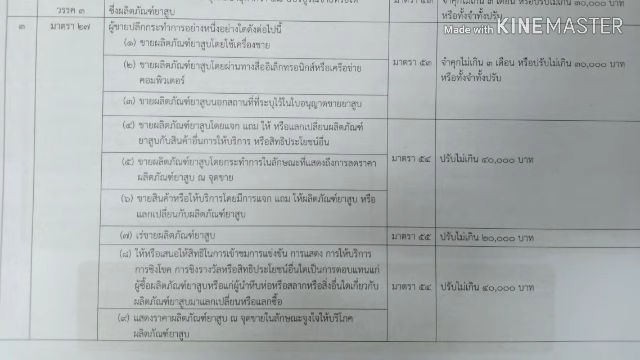 วรรค ๓ ซึ่งผลิตภัณฑ์ยาสูบ
หรือทั้งจำทั้งปรับ
Made with KINEMASTER
๓ มาตรา ๒๗ ผู้ขายปลีกกระทำการอย่างหนึ่งอย่างใดดังต่อไปนี้
(๑) ขายผลิตภัณฑ์ยาสูบโดยใช้เครื่องขาย
(๒) ขายผลิตภัณฑ์ยาสูบโดยผ่านทางสื่ออิเล็กทรอนิกส์หรือเครือข่าย
คอมพิวเตอร์
มาตรา ๕๓ จำคุกไม่เกิน ๓ เดือน หรือปรับไม่เกิน ๓๐,๐๐๐ บาท
หรือทั้งจำทั้งปรับ
(๓) ขายผลิตภัณฑ์ยาสูบนอกสถานที่ที่ระบุไว้ในใบอนุญาตขายยาสูบ
(๔) ขายผลิตภัณฑ์ยาสูบโดยแจก แถม ให้ หรือแลกเปลี่ยนผลิตภัณฑ์
ยาสูบกับสินค้าอื่นการให้บริการ หรือสิทธิประโยชน์อื่น
(๕) ขายผลิตภัณฑ์ยาสูบโดยกระทำการในลักษณะที่แสดงถึงการลดราคา
ผลิตภัณฑ์ยาสูบ ณ จุดขาย
มาตรา ๕๔ ปรับไม่เกิน ๔๐,๐๐๐ บาท
(๖) ขายสินค้าหรือให้บริการโดยมีการแจก แถม ให้ผลิตภัณฑ์ยาสูบ หรือ
แลกเปลี่ยนกับผลิตภัณฑ์ยาสูบ
(๗) เร่ขายผลิตภัณฑ์ยาสูบ มาตรา ๕๕ ปรับไม่เกิน ๒๐,๐๐๐ บาท
(๘) ให้หรือเสนอให้สิทธิในการเข้าชมการแข่งขัน การแสดง การให้บริการ
การชิงโชค การชิงรางวัลหรือสิทธิประโยชน์อื่นใดเป็นการตอบแทนแก่
ผู้ซื้อผลิตภัณฑ์ยาสูบหรือแก่ผู้นำหีบห่อหรือสลากหรือสิ่งอื่นใดเกี่ยวกับ
ผลิตภัณฑ์ยาสูบมาแลกเปลี่ยนหรือแลกซื้อ
มาตรา ๕๔ ปรับไม่เกิน ๔๐,๐๐๐ บาท
(๙) แสดงราคาผลิตภัณฑ์ยาสูบ ณ จุดขายในลักษณะจูงใจให้บริโภค
ผลิตภัณฑ์ยาสูบ